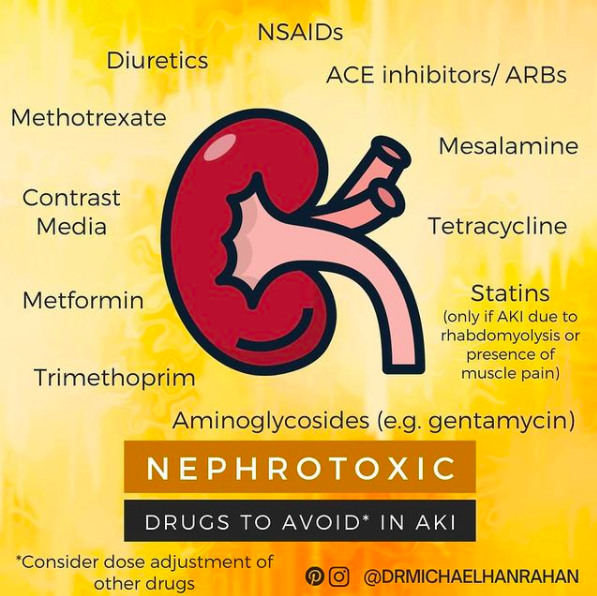 NSAIDs
Diuretics
ACE inhibitors/ ARBs
Methotrexate
Mesalamine
Contrast
Media
Tetracycline
Metformin
Statins
(only if AKI due to
rhabdomyolysis or
presence of
muscle pain)
Trimethoprim
Aminoglycosides (e.g. gentamycin)
NEPHROTOXIC
DRUGS TO AVOID* IN AKI
*Consider dose adjustment of
other drugs
@DRMICHAELHANRAHAN